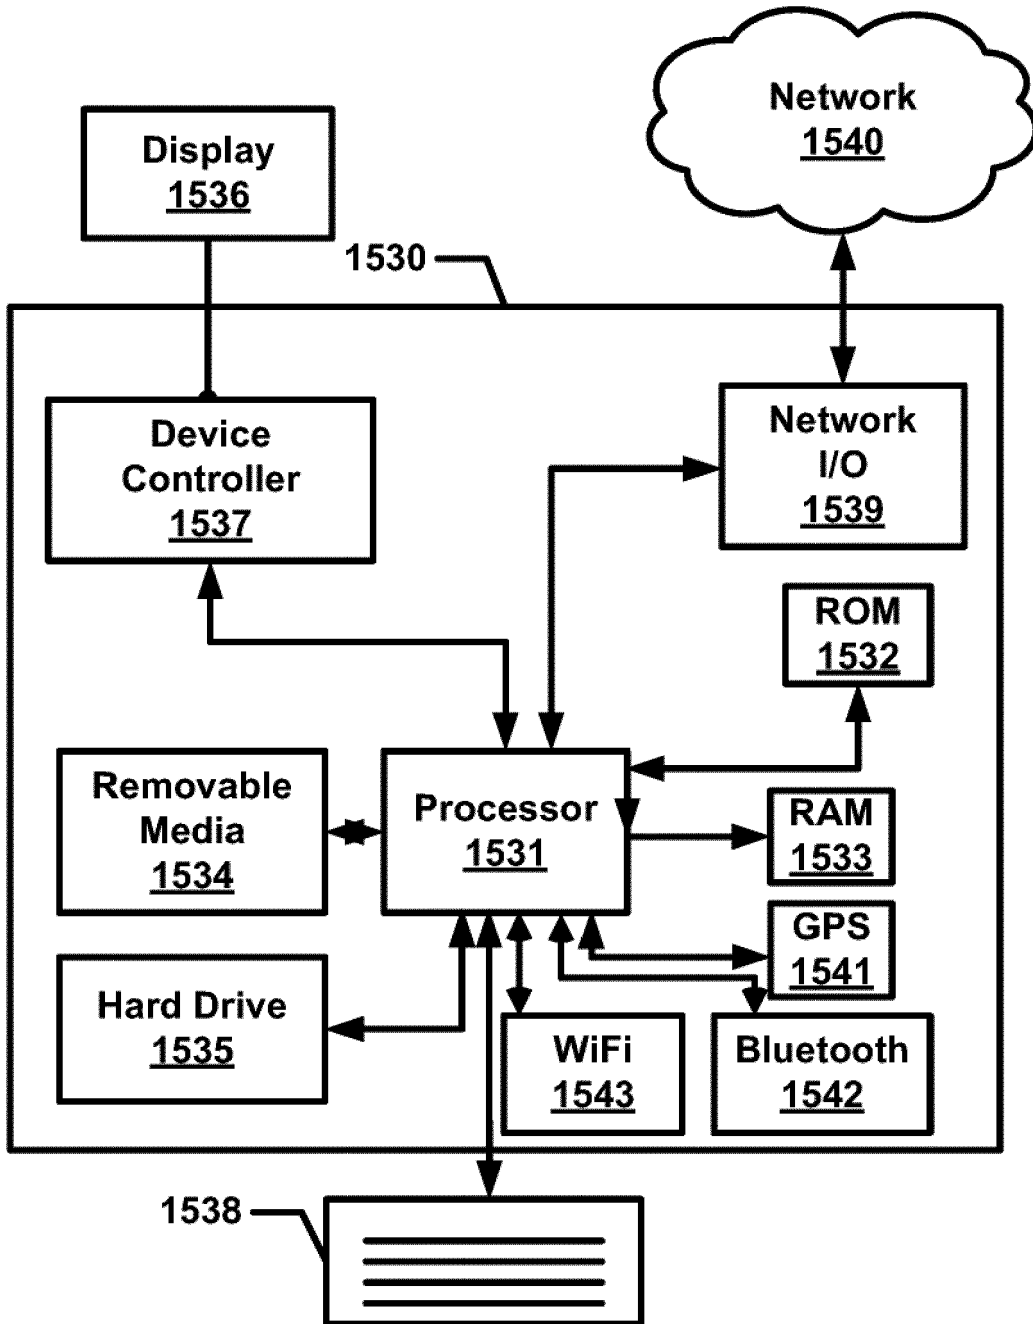 Network
1540
Display
1536
1530
Device
Controller
1537
Network
I/O
1539
ROM
1532
Removable
Media
1534
Processor
1531
RAM
1533
GPS
1541
Hard Drive
1535
WiFi
1543
Bluetooth
1542
1538